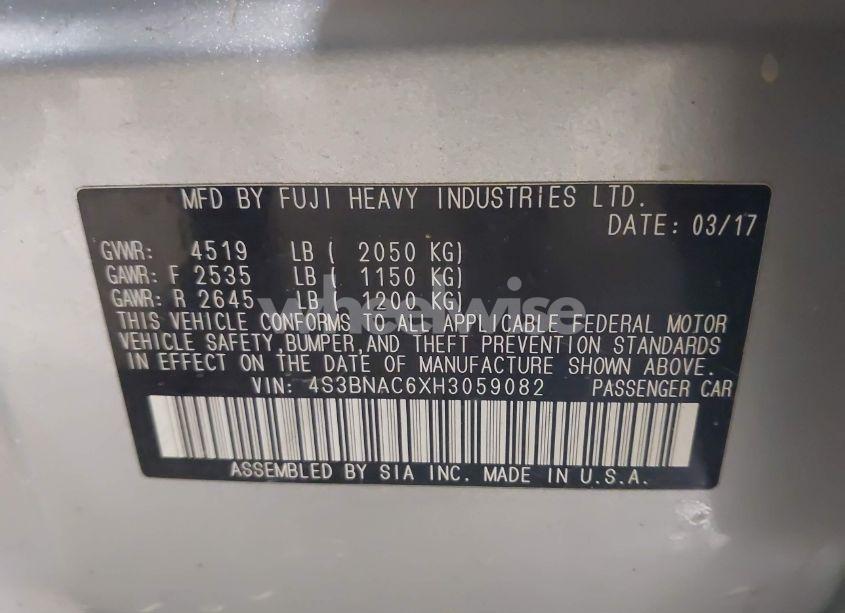 MFD BY FUJI HEAVY INDUSTRIES LTD.
DATE: 03/17
GVWR: 4519 LB ( 2050 KG)
GAWR: F 2535 LB ( 1150 KG)
GAWR: R 2645 LB ( 1200 KG)
wheelwise
THIS VEHICLE CONFORMS TO ALL APPLICABLE FEDERAL MOTOR
VEHICLE SAFETY, BUMPER, AND THEFT PREVENTION STANDARDS
IN EFFECT ON THE DATE OF MANUFACTURE SHOWN ABOVE.
VIN: 4S3BNAC6XH3059082 PASSENGER CAR
ASSEMBLED BY SIA INC. MADE IN U.S.A.